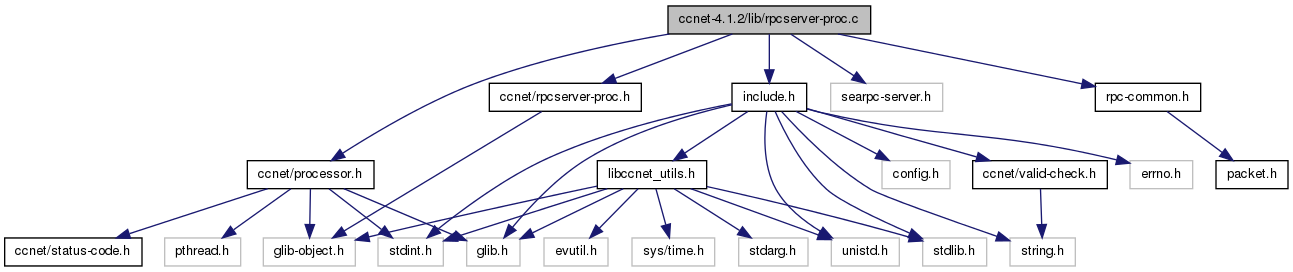 ccnet-4.1.2/lib/rpcserver-proc.c
ccnet/rpcserver-proc.h
include.h
searpc-server.h
rpc-common.h
ccnet/processor.h
libccnet_utils.h
config.h
ccnet/valid-check.h
errno.h
packet.h
ccnet/status-code.h
pthread.h
glib-object.h
stdint.h
glib.h
evutil.h
sys/time.h
stdarg.h
unistd.h
stdlib.h
string.h